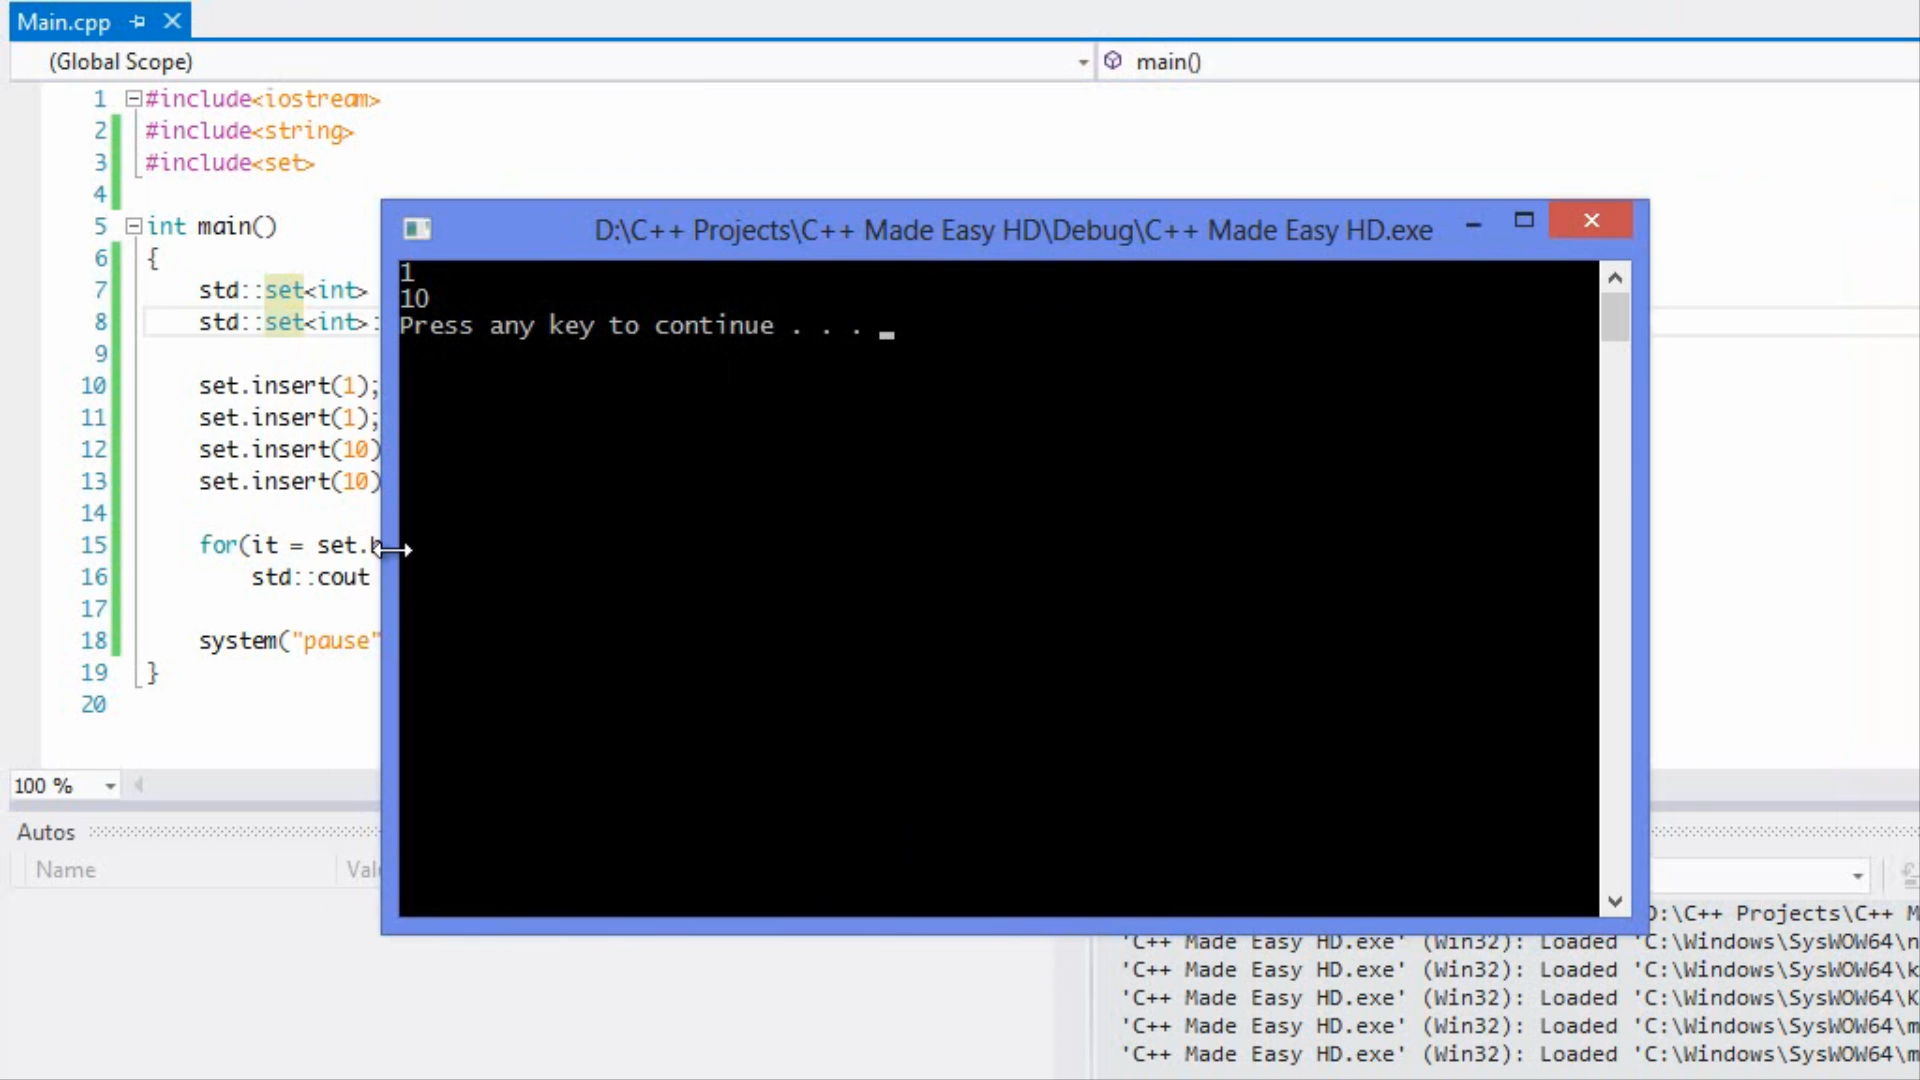 Main.cpp
(Global Scope)
main()
1 #include<iostream>
2 #include<string>
3 #include<set>
4
5 int main()
6 {
7 std::set<int>
8 std::set<int>:
9
10 set.insert(1);
11 set.insert(1);
12 set.insert(10)
13 set.insert(10)
14
15 for(it = set.
16 std::cout
17
18 system("pause"
19 }
20
D:\C++ Projects\C++ Made Easy HD\Debug\C++ Made Easy HD.exe
1
10
Press any key to continue . . .
100 %
Autos
Name
D:\C++ Projects\C++ M
'C++ Made Easy HD.exe' (Win32): Loaded 'C:\Windows\SysWOW64\n
'C++ Made Easy HD.exe' (Win32): Loaded 'C:\Windows\SysWOW64\k
'C++ Made Easy HD.exe' (Win32): Loaded 'C:\Windows\SysWOW64\K
'C++ Made Easy HD.exe' (Win32): Loaded 'C:\Windows\SysWOW64\m
'C++ Made Easy HD.exe' (Win32): Loaded 'C:\Windows\SysWOW64\m